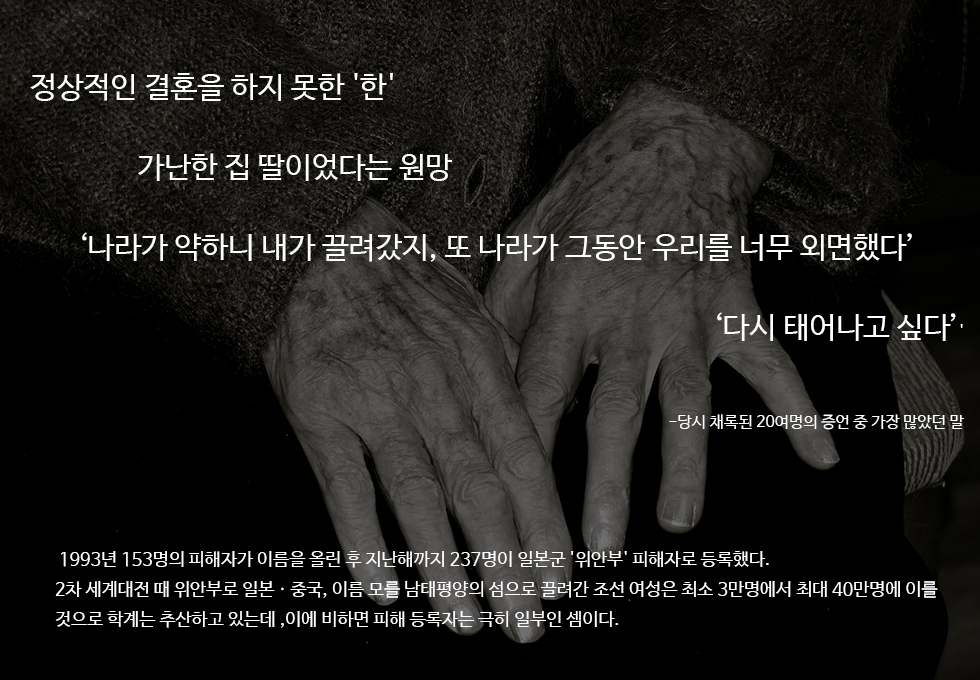 정상적인 결혼을 하지 못한 '한'
가난한 집 딸이었다는 원망
‘나라가 약하니 내가 끌려갔지, 또 나라가 그동안 우리를 너무 외면했다’
‘다시 태어나고 싶다’'
-당시 채록된 20여명의 증언 중 가장 많았던 말
1993년 153명의 피해자가 이름을 올린 후 지난해까지 237명이 일본군 '위안부' 피해자로 등록했다.
2차 세계대전 때 위안부로 일본 · 중국, 이름 모를 남태평양의 섬으로 끌려간 조선 여성은 최소 3만명에서 최대 40만명에 이를
것으로 학계는 추산하고 있는데 ,이에 비하면 피해 등록자는 극히 일부인 셈이다.